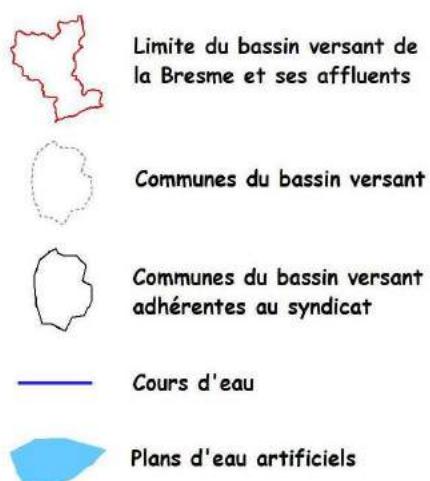 Limite du bassin versant de
la Bresme et ses affluents
Communes du bassin versant
Communes du bassin versant
adhérentes au syndicat
Cours d'eau
Plans d'eau artificiels